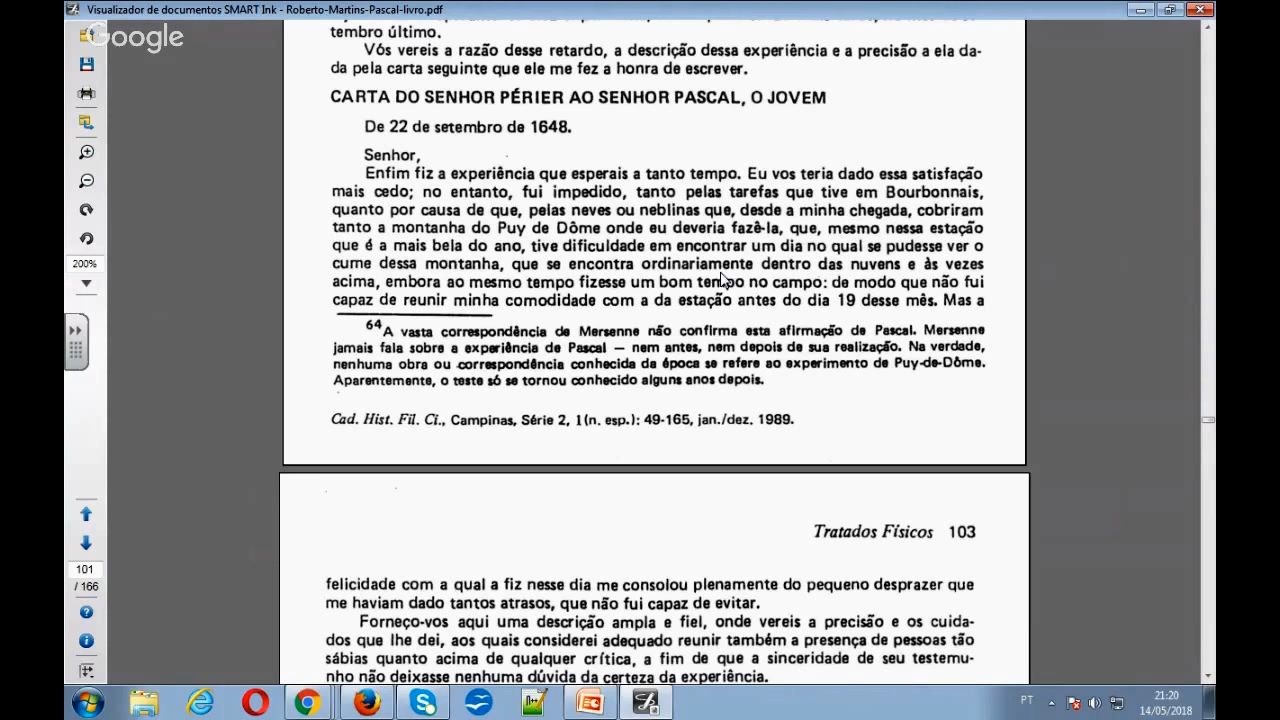 Visualizador de documentos SMART Ink - Roberto-Martins-Pascal-livro.pdf
Google
tembro último.
Vós vereis a razão desse retardo, a descrição dessa experiência e a precisão a ela da-
da pela carta seguinte que ele me fez a honra de escrever.
CARTA DO SENHOR PÉRIER AO SENHOR PASCAL, O JOVEM
De 22 de setembro de 1648.
Senhor,
Enfim fiz a experiência que esperais a tanto tempo. Eu vos teria dado essa satisfação
mais cedo; no entanto, fui impedido, tanto pelas tarefas que tive em Bourbonnais,
quanto por causa de que, pelas neves ou neblinas que, desde a minha chegada, cobriram
tanto a montanha do Puy de Dôme onde eu deveria fazê-la, que, mesmo nessa estação
que é a mais bela do ano, tive dificuldade em encontrar um dia no qual se pudesse ver o
cume dessa montanha, que se encontra ordinariamente dentro das nuvens e às vezes
acima, embora ao mesmo tempo fizesse um bom tempo no campo: de modo que não fui
capaz de reunir minha comodidade com a da estação antes do dia 19 desse mês. Mas a
64 A vasta correspondência de Mersenne não confirma esta afirmação de Pascal. Mersenne
jamais fala sobre a experiência de Pascal — nem antes, nem depois de sua realização. Na verdade,
nenhuma obra ou correspondência conhecida da época se refere ao experimento de Puy-de-Dôme.
Aparentemente, o teste só se tornou conhecido alguns anos depois.
Cad. Hist. Fil. Ci., Campinas, Série 2, 1(n. esp.): 49-165, jan./dez. 1989.
Tratados Físicos 103
felicidade com a qual a fiz nesse dia me consolou plenamente do pequeno desprazer que
me haviam dado tantos atrasos, que não fui capaz de evitar.
Forneço-vos aqui uma descrição ampla e fiel, onde vereis a precisão e os cuida-
dos que lhe dei, aos quais considerei adequado reunir também a presença de pessoas tão
sábias quanto acima de qualquer crítica, a fim de que a sinceridade de seu testemu-
nho não deixasse nenhuma dúvida da certeza da experiência.
200%
101
/ 166
PT
21:20
14/05/2018